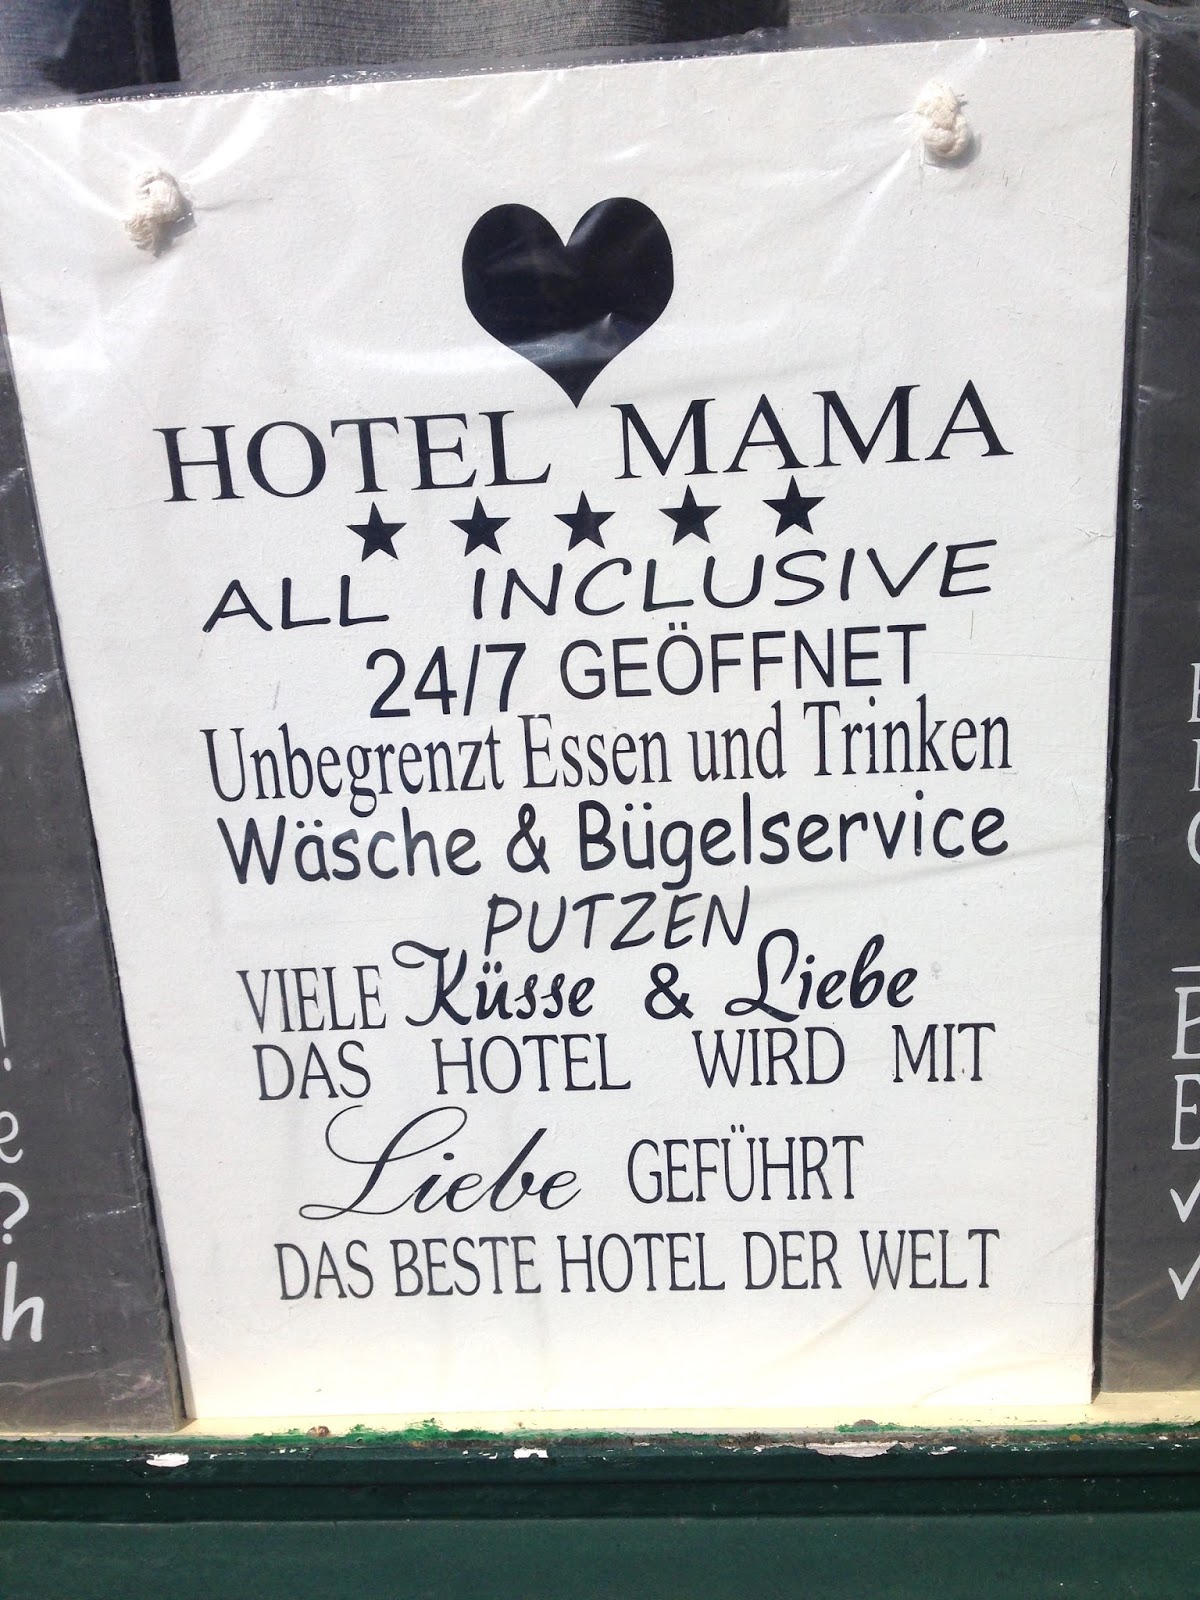 HOTEL MAMA
ALL INCLUSIVE
24/7 GEÖFFNET
Unbegrenzt Essen und Trinken
Wäsche & Bügelservice
PUTZEN
VIELE Küsse & Liebe
DAS HOTEL WIRD MIT
Liebe GEFÜHRT
DAS BESTE HOTEL DER WELT